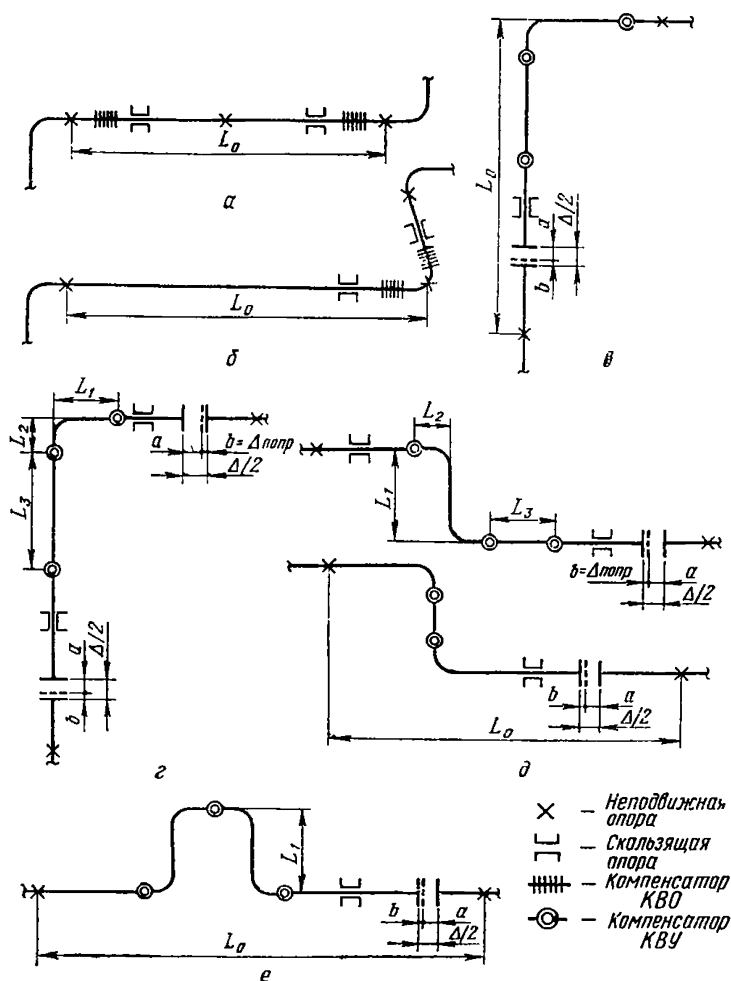 L₀
а
L₀
б
L₀
a
Δ/2
b
в
L₁
L₂
L₃
a
b=Δпопр
Δ/2
a
Δ/2
b
г
L₂
L₁
L₃
b=Δпопр
a
Δ/2
b
a
Δ/2
L₀
д
L₁
b
a
Δ/2
L₀
е
– Неподвижная
опора
– Скользящая
опора
– Компенсатор
КВО
– Компенсатор
КВУ